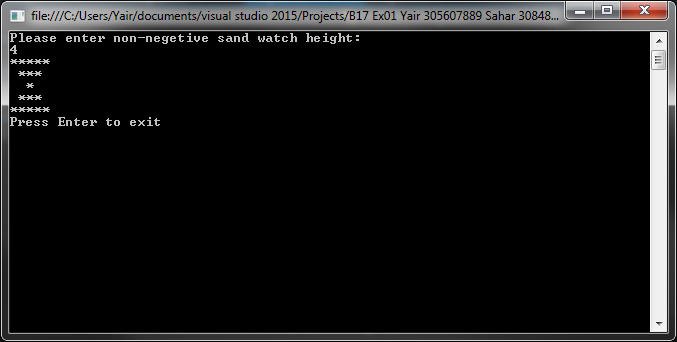 file:///C:/Users/Yair/documents/visual studio 2015/Projects/B17 Ex01 Yair 305607889 Sahar 30848...
Please enter non-negetive sand watch height:
4
*****
 ***
  *
 ***
*****
Press Enter to exit